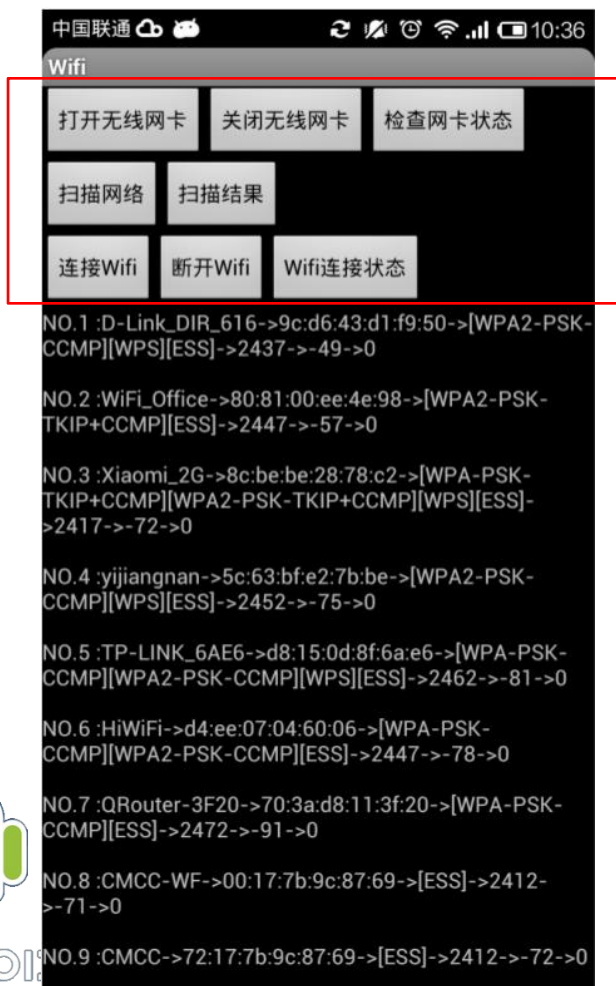 中国联通 10:36
Wifi
打开无线网卡 关闭无线网卡 检查网卡状态
扫描网络 扫描结果
连接Wifi 断开Wifi Wifi连接状态
NO.1 :D-Link_DIR_616->9c:d6:43:d1:f9:50->[WPA2-PSK-
CCMP][WPS][ESS]->2437->-49->0
NO.2 :WiFi_Office->80:81:00:ee:4e:98->[WPA2-PSK-
TKIP+CCMP][ESS]->2447->-57->0
NO.3 :Xiaomi_2G->8c:be:be:28:78:c2->[WPA-PSK-
TKIP+CCMP][WPA2-PSK-TKIP+CCMP][WPS][ESS]-
>2417->-72->0
NO.4 :yijiangnan->5c:63:bf:e2:7b:be->[WPA2-PSK-
CCMP][WPS][ESS]->2452->-75->0
NO.5 :TP-LINK_6AE6->d8:15:0d:8f:6a:e6->[WPA-PSK-
CCMP][WPA2-PSK-CCMP][WPS][ESS]->2462->-81->0
NO.6 :HiWiFi->d4:ee:07:04:60:06->[WPA-PSK-
CCMP][WPA2-PSK-CCMP][ESS]->2447->-78->0
NO.7 :QRouter-3F20->70:3a:d8:11:3f:20->[WPA-PSK-
CCMP][ESS]->2472->-91->0
NO.8 :CMCC-WF->00:17:7b:9c:87:69->[ESS]->2412-
>-71->0
NO.9 :CMCC->72:17:7b:9c:87:69->[ESS]->2412->-72->0